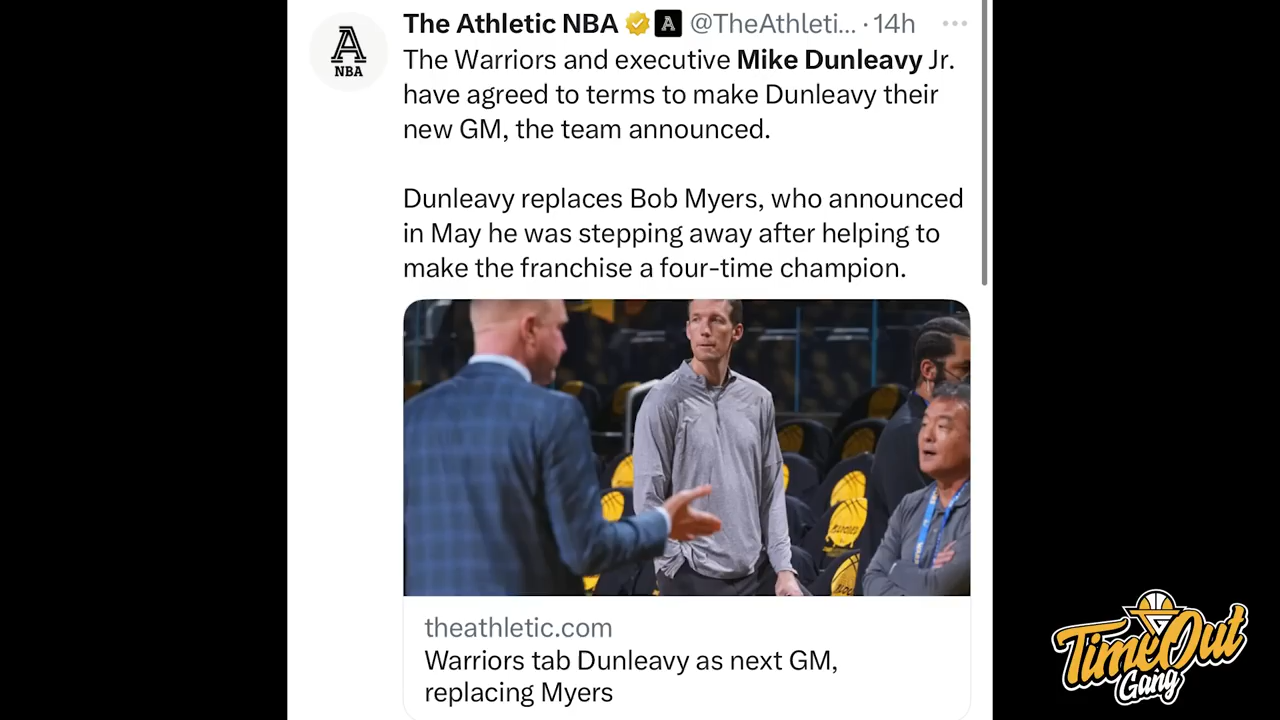 The Athletic NBA A @TheAthleti... · 14h
A
NBA
The Warriors and executive Mike Dunleavy Jr.
have agreed to terms to make Dunleavy their
new GM, the team announced.
Dunleavy replaces Bob Myers, who announced
in May he was stepping away after helping to
make the franchise a four-time champion.
theathletic.com
Warriors tab Dunleavy as next GM,
replacing Myers
TimeOut
Gang